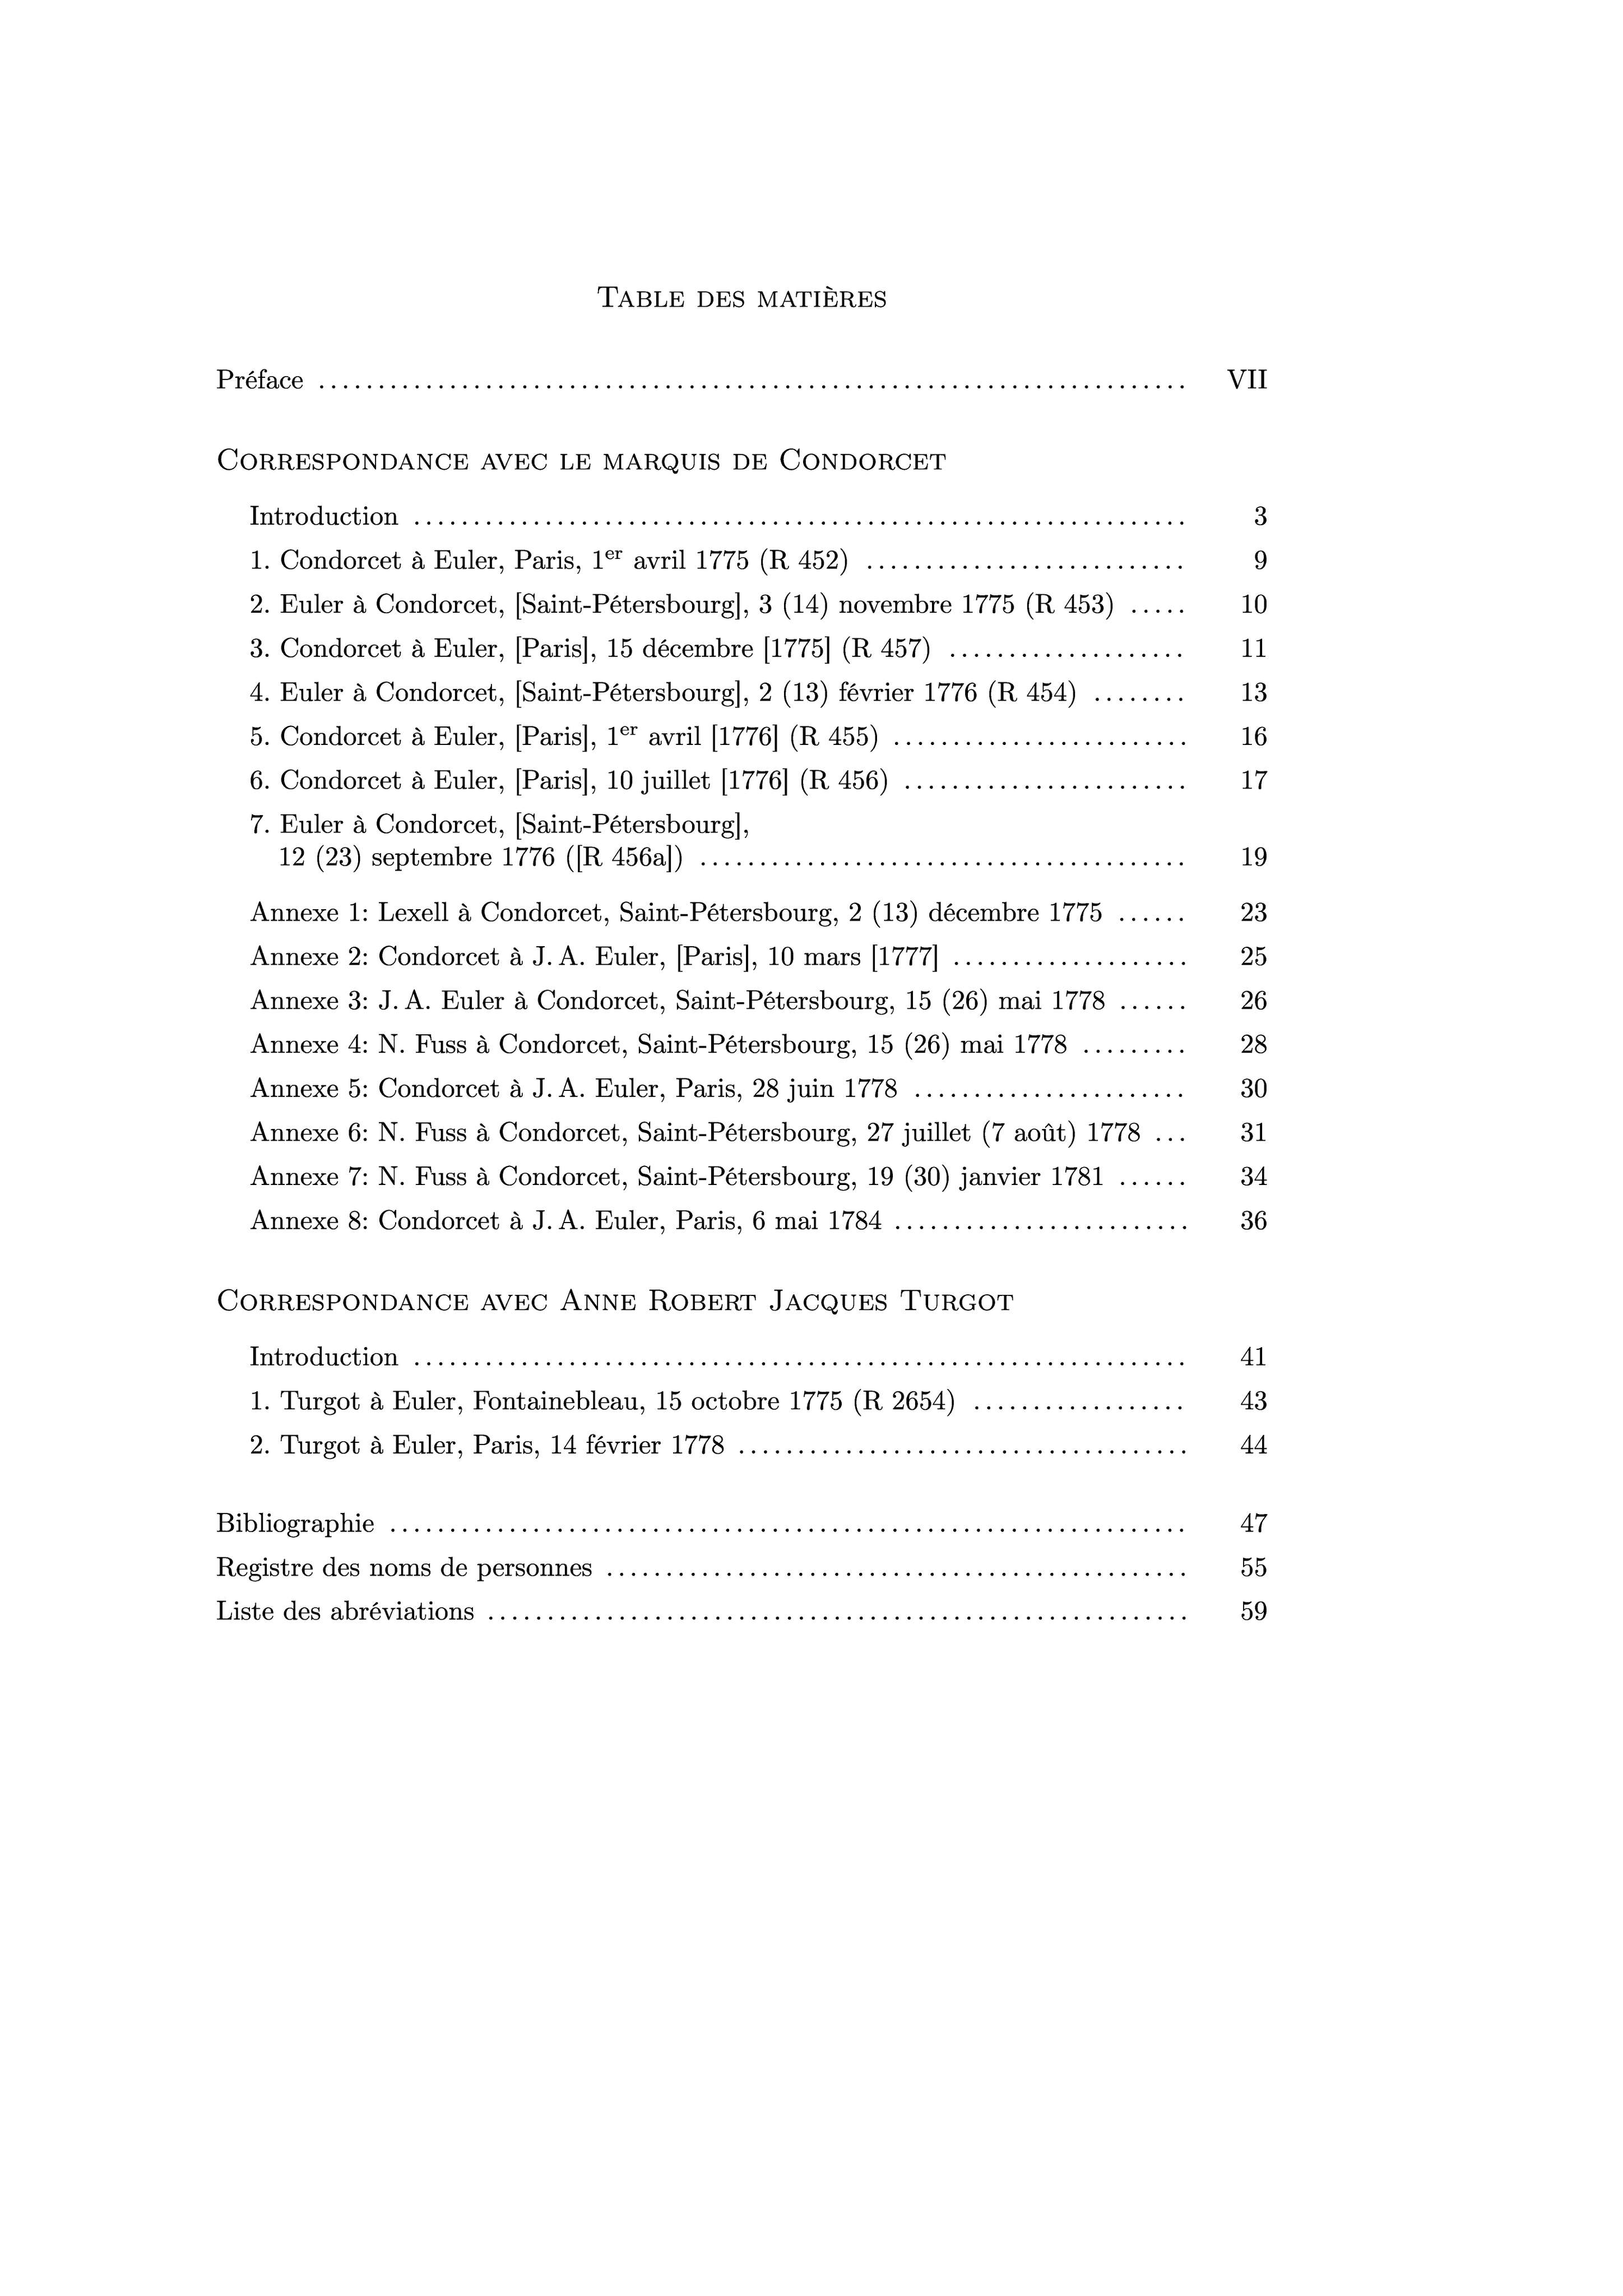 Table des matières
Préface ........................................................................ VII
Correspondance avec le marquis de Condorcet
Introduction ................................................................ 3
1. Condorcet à Euler, Paris, 1er avril 1775 (R 452) ........................... 9
2. Euler à Condorcet, [Saint-Pétersbourg], 3 (14) novembre 1775 (R 453) ..... 10
3. Condorcet à Euler, [Paris], 15 décembre [1775] (R 457) .................... 11
4. Euler à Condorcet, [Saint-Pétersbourg], 2 (13) février 1776 (R 454) ........ 13
5. Condorcet à Euler, [Paris], 1er avril [1776] (R 455) ......................... 16
6. Condorcet à Euler, [Paris], 10 juillet [1776] (R 456) ........................ 17
7. Euler à Condorcet, [Saint-Pétersbourg],
12 (23) septembre 1776 ([R 456a]) ......................................... 19
Annexe 1: Lexell à Condorcet, Saint-Pétersbourg, 2 (13) décembre 1775 ...... 23
Annexe 2: Condorcet à J. A. Euler, [Paris], 10 mars [1777] .................... 25
Annexe 3: J. A. Euler à Condorcet, Saint-Pétersbourg, 15 (26) mai 1778 ...... 26
Annexe 4: N. Fuss à Condorcet, Saint-Pétersbourg, 15 (26) mai 1778 ......... 28
Annexe 5: Condorcet à J. A. Euler, Paris, 28 juin 1778 ....................... 30
Annexe 6: N. Fuss à Condorcet, Saint-Pétersbourg, 27 juillet (7 août) 1778 ... 31
Annexe 7: N. Fuss à Condorcet, Saint-Pétersbourg, 19 (30) janvier 1781 ...... 34
Annexe 8: Condorcet à J. A. Euler, Paris, 6 mai 1784 ......................... 36
Correspondance avec Anne Robert Jacques Turgot
Introduction ................................................................ 41
1. Turgot à Euler, Fontainebleau, 15 octobre 1775 (R 2654) .................. 43
2. Turgot à Euler, Paris, 14 février 1778 ...................................... 44
Bibliographie ................................................................... 47
Registre des noms de personnes ................................................. 55
Liste des abréviations ........................................................... 59